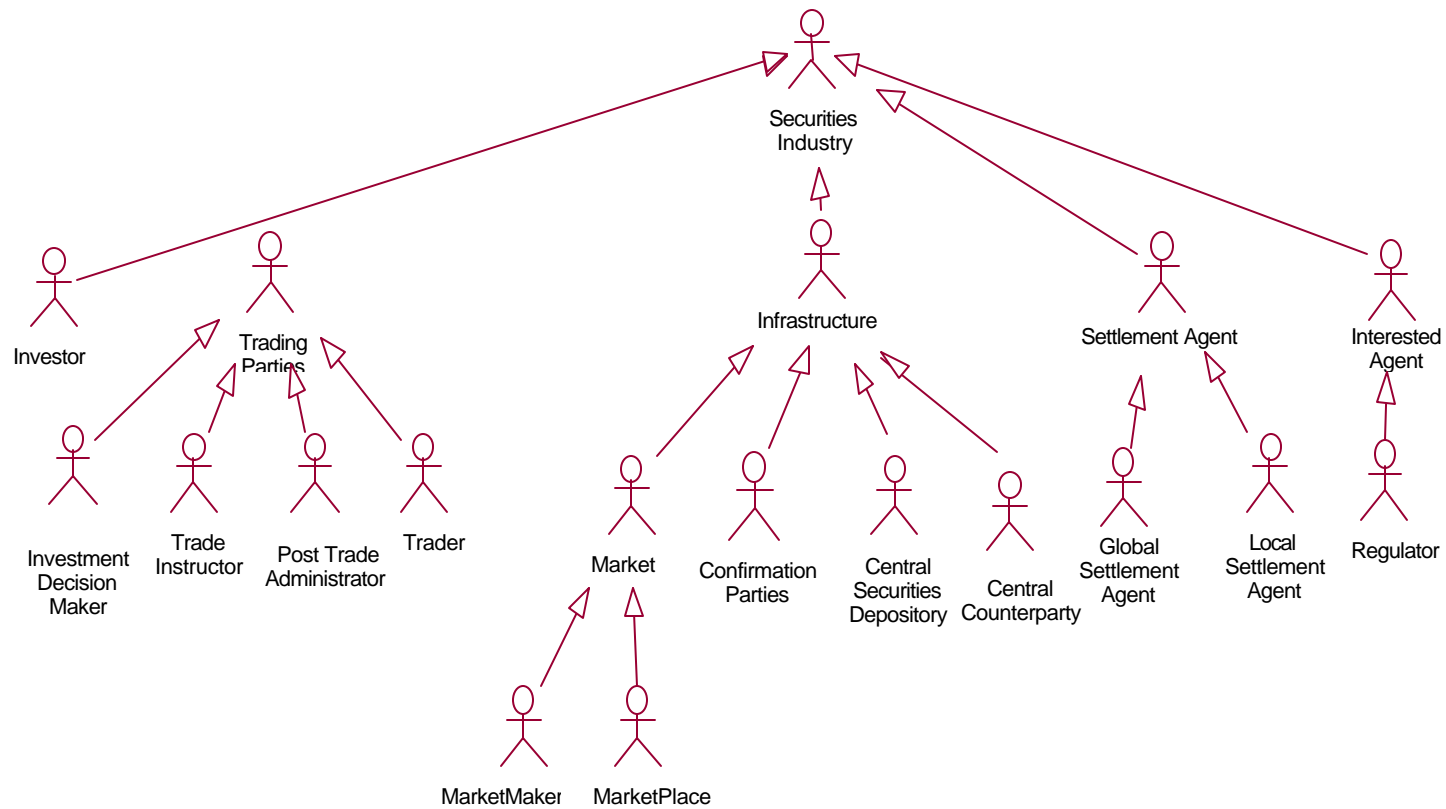 Securities
Industry
Investor
Trading
Parties
Infrastructure
Settlement Agent
Interested
Agent
Investment
Decision
Maker
Trade
Instructor
Post Trade
Administrator
Trader
Market
Confirmation
Parties
Central
Securities
Depository
Central
Counterparty
Global
Settlement
Agent
Local
Settlement
Agent
Regulator
MarketMaker
MarketPlace